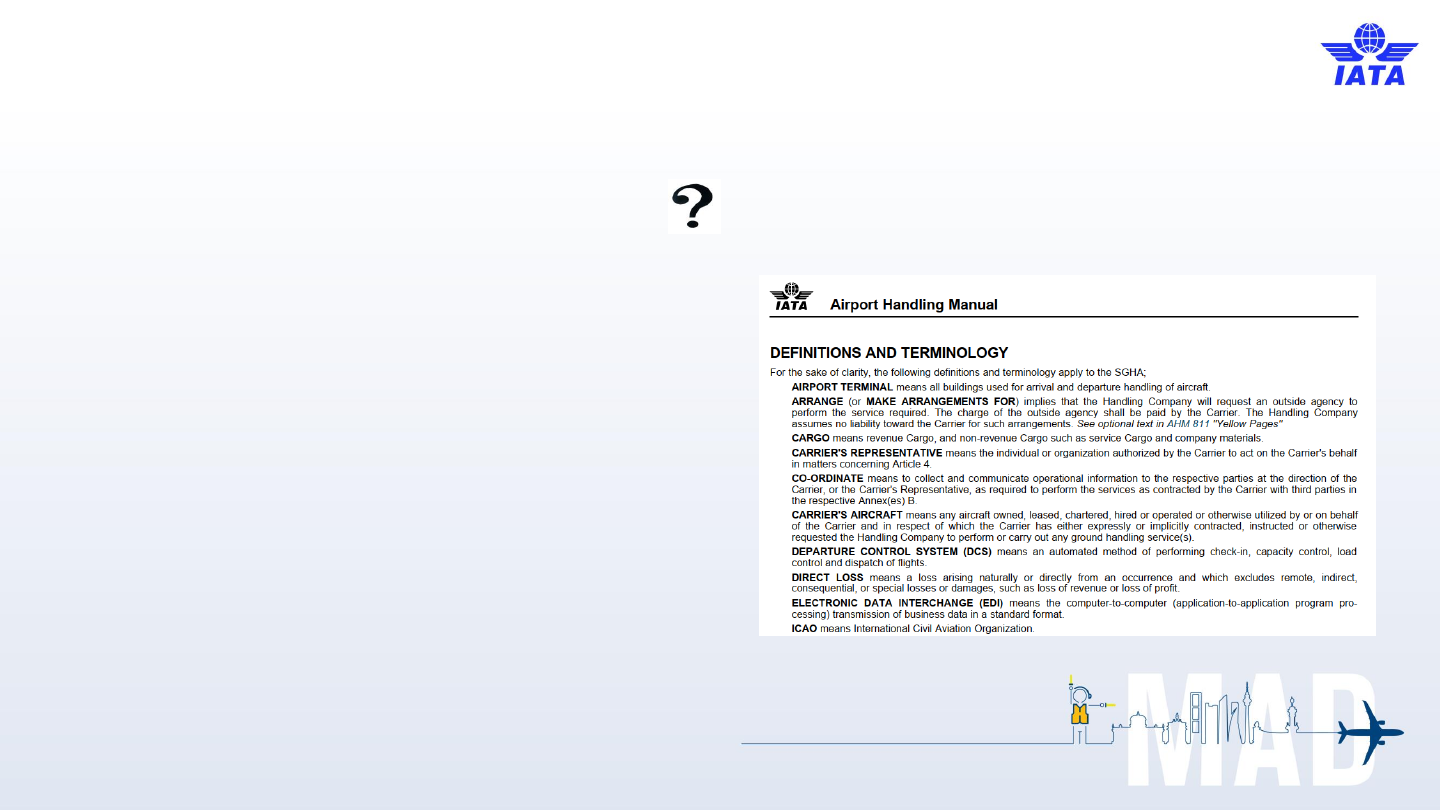 IATA
?
IATA
Airport Handling Manual
DEFINITIONS AND TERMINOLOGY
For the sake of clarity, the following definitions and terminology apply to the SGHA;
AIRPORT TERMINAL means all buildings used for arrival and departure handling of aircraft.
ARRANGE (or MAKE ARRANGEMENTS FOR) implies that the Handling Company will request an outside agency to
perform the service required. The charge of the outside agency shall be paid by the Carrier. The Handling Company
assumes no liability toward the Carrier for such arrangements. See optional text in AHM 811 "Yellow Pages"
CARGO means revenue Cargo, and non-revenue Cargo such as service Cargo and company materials.
CARRIER'S REPRESENTATIVE means the individual or organization authorized by the Carrier to act on the Carrier's behalf
in matters concerning Article 4.
CO-ORDINATE means to collect and communicate operational information to the respective parties at the direction of the
Carrier, or the Carrier's Representative, as required to perform the services as contracted by the Carrier with third parties in
the respective Annex(es) B.
CARRIER'S AIRCRAFT means any aircraft owned, leased, chartered, hired or operated or otherwise utilized by or on behalf
of the Carrier and in respect of which the Carrier has either expressly or implicitly contracted, instructed or otherwise
requested the Handling Company to perform or carry out any ground handling service(s).
DEPARTURE CONTROL SYSTEM (DCS) means an automated method of performing check-in, capacity control, load
control and dispatch of flights.
DIRECT LOSS means a loss arising naturally or directly from an occurrence and which excludes remote, indirect,
consequential, or special losses or damages, such as loss of revenue or loss of profit.
ELECTRONIC DATA INTERCHANGE (EDI) means the computer-to-computer (application-to-application program pro-
cessing) transmission of business data in a standard format.
ICAO means International Civil Aviation Organization.
MAD